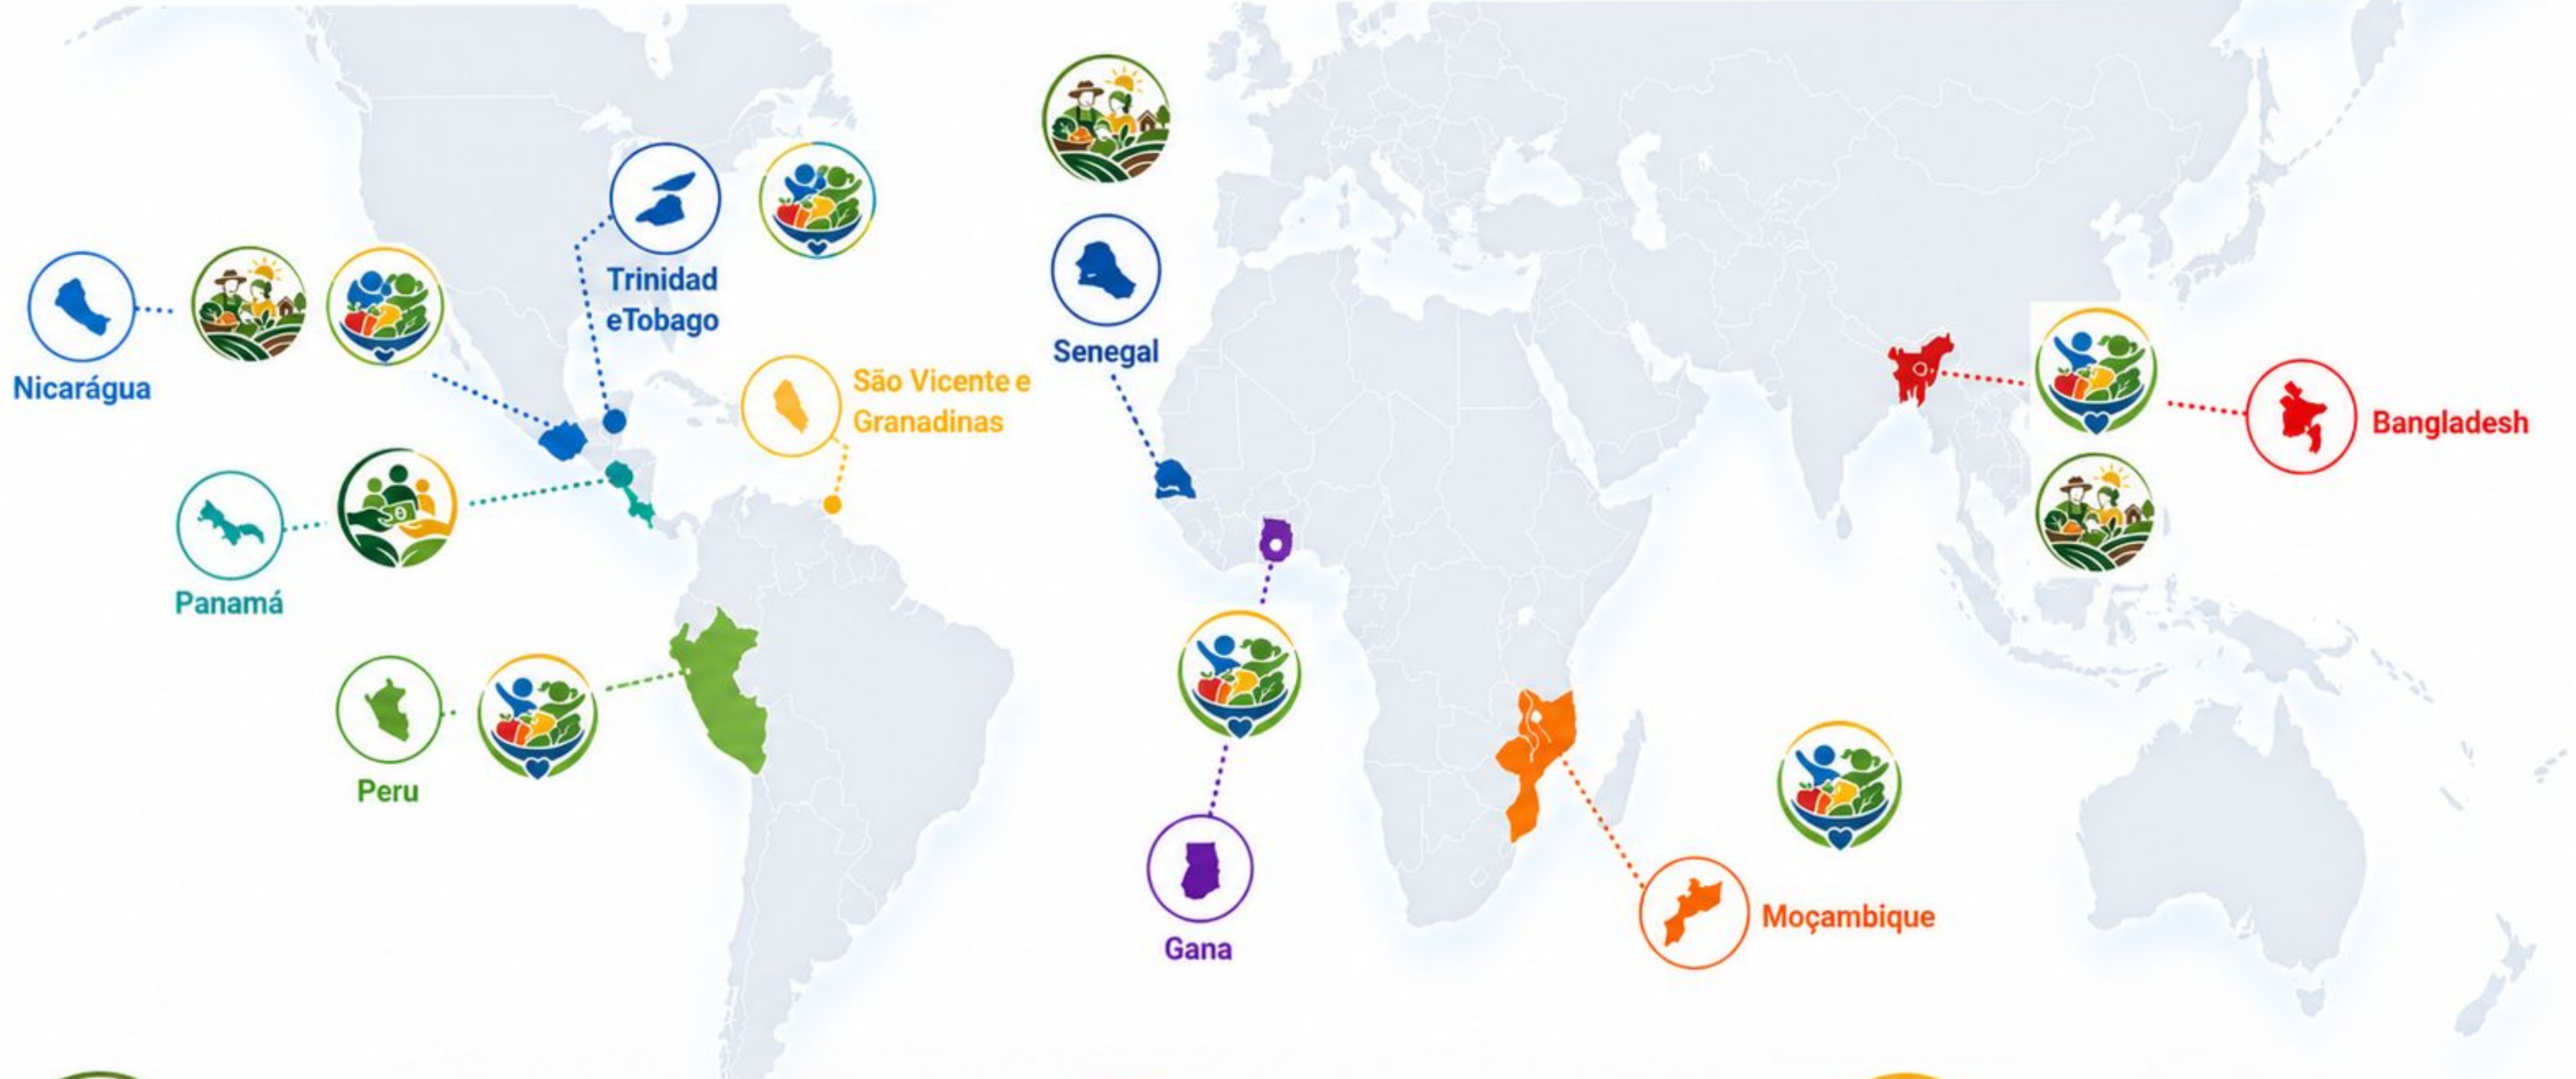 Trinidad
eTobago
Nicarágua
São Vicente e
Granadinas
Senegal
Bangladesh
Panamá
Peru
Gana
Moçambique